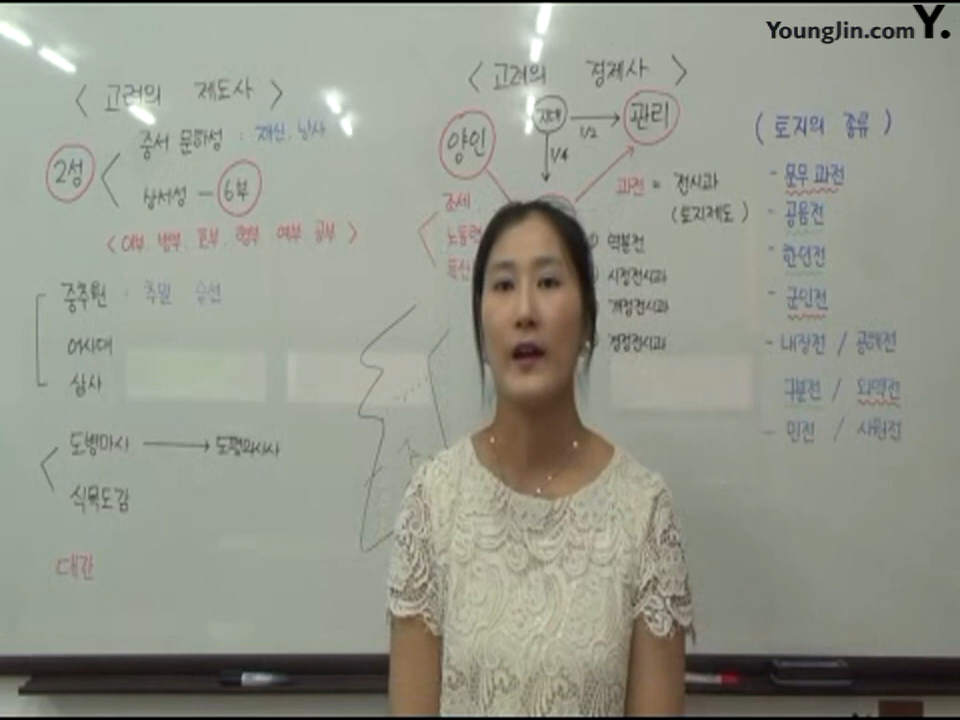 YoungJin.com Y.
< 고려의 제도사 >
2성
중서 문하성 : 재신, 낭사
상서성 - 6부
< 이부, 병부, 호부, 형부, 예부, 공부 >
중추원 : 추밀 승선
어사대
삼사
도병마사 → 도평의사사
식목도감
대간
< 고려의 경제사 >
양인
1/2
관리
1/4
조세
노동력
과전 = 전시과
(토지제도)
역분전
시정전시과
개정전시과
경정전시과
( 토지의 종류 )
- 문무 과전
- 공음전
- 한인전
- 군인전
- 내장전 / 공해전
구분전 / 외역전
- 민전 / 사원전